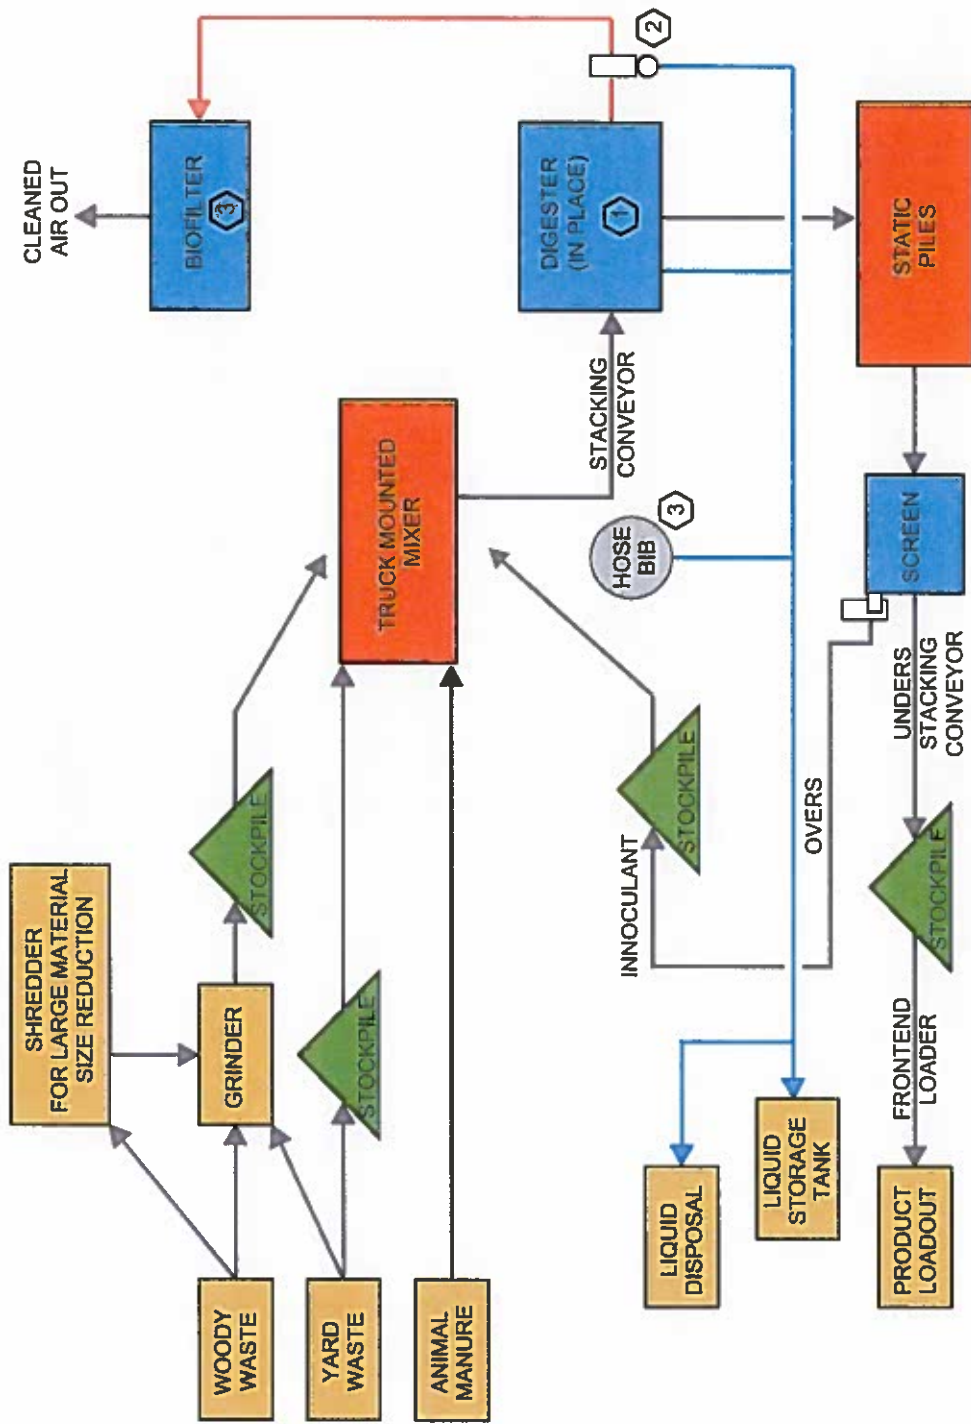 SHREDDER
FOR LARGE MATERIAL
SIZE REDUCTION
CLEANED
AIR OUT
WOODY
WASTE
GRINDER
STOCKPILE
BIOFILTER
3
YARD
WASTE
STOCKPILE
ANIMAL
MANURE
TRUCK MOUNTED
MIXER
STACKING
CONVEYOR
DIGESTER
(IN PLACE)
1
2
INNOCULANT
STOCKPILE
HOSE
BIB
3
LIQUID
DISPOSAL
LIQUID
STORAGE
TANK
OVERS
PRODUCT
LOADOUT
FRONTEND
LOADER
STOCKPILE
UNDERS
STACKING
CONVEYOR
SCREEN
STATIC
PILES